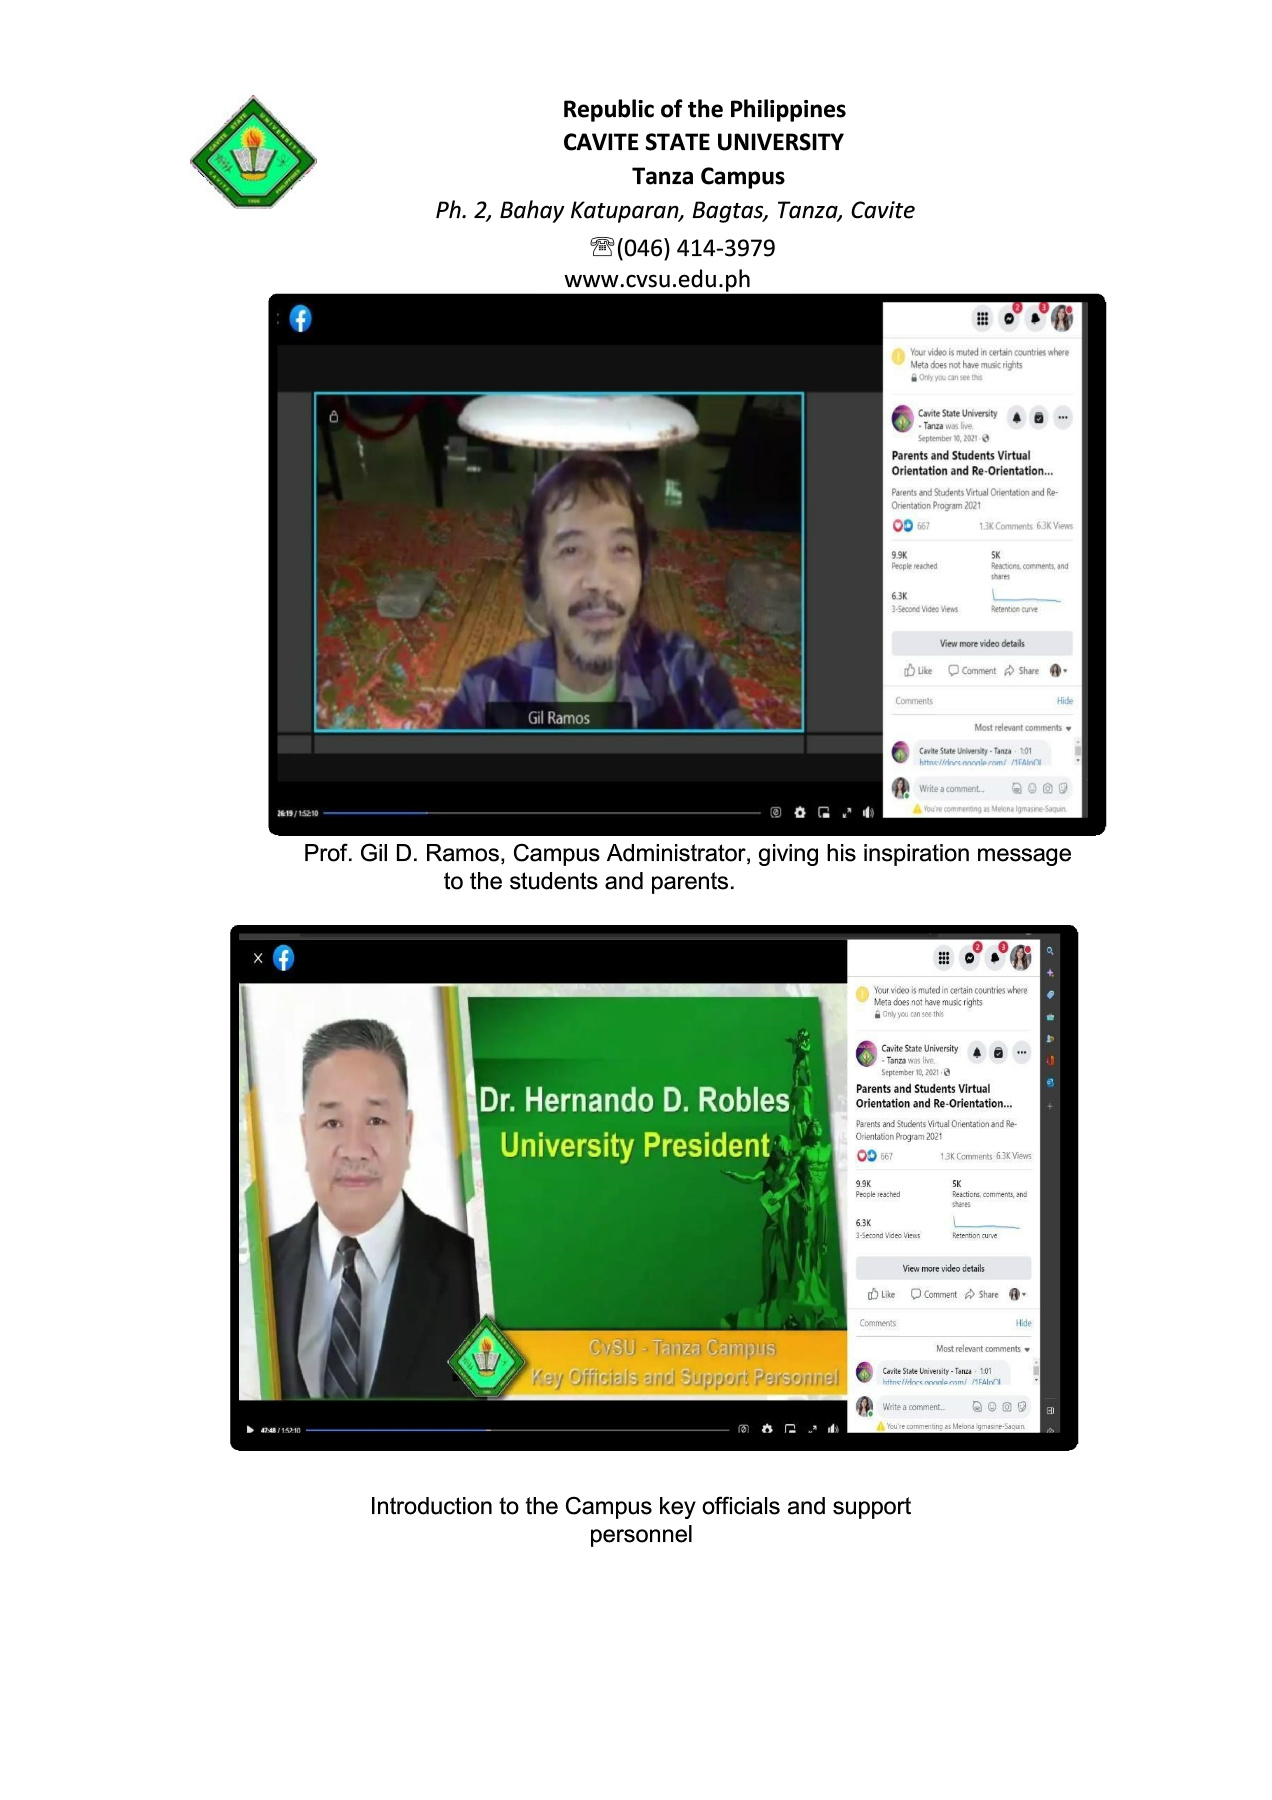 Republic of the Philippines
CAVITE STATE UNIVERSITY
Tanza Campus
Ph. 2, Bahay Katuparan, Bagtas, Tanza, Cavite
(046) 414-3979
www.cvsu.edu.ph
CAVITE STATE UNIVERSITY
CAVITE
PHILIPPINES
1906
2
3
Your video is muted in certain countries where
Meta does not have music rights
Only you can see this
Cavite State University
- Tanza was live.
September 10, 2021 ·
Parents and Students Virtual
Orientation and Re-Orientation...
Parents and Students Virtual Orientation and Re-
Orientation Program 2021
667 1.3K Comments 6.3K Views
9.9K 5K
People reached Reactions, comments, and
shares
6.3K
3-Second Video Views Retention curve
View more video details
Like Comment Share
Comments Hide
Most relevant comments
Cavite State University - Tanza · 1:01
Write a comment...
You're commenting as Melona Igmasine-Saquin.
Gil Ramos
26:19 / 1:52:10
Prof. Gil D. Ramos, Campus Administrator, giving his inspiration message
to the students and parents.
X
2
3
Dr. Hernando D. Robles
University President
CvSU - Tanza Campus
Key Officials and Support Personnel
Your video is muted in certain countries where
Meta does not have music rights
Only you can see this
Cavite State University
- Tanza was live.
September 10, 2021 ·
Parents and Students Virtual
Orientation and Re-Orientation...
Parents and Students Virtual Orientation and Re-
Orientation Program 2021
667 1.3K Comments 6.3K Views
9.9K 5K
People reached Reactions, comments, and
shares
6.3K
3-Second Video Views Retention curve
View more video details
Like Comment Share
Comments Hide
Most relevant comments
Cavite State University - Tanza · 1:01
Write a comment...
You're commenting as Melona Igmasine-Saquin.
47:48 / 1:52:10
Introduction to the Campus key officials and support
personnel